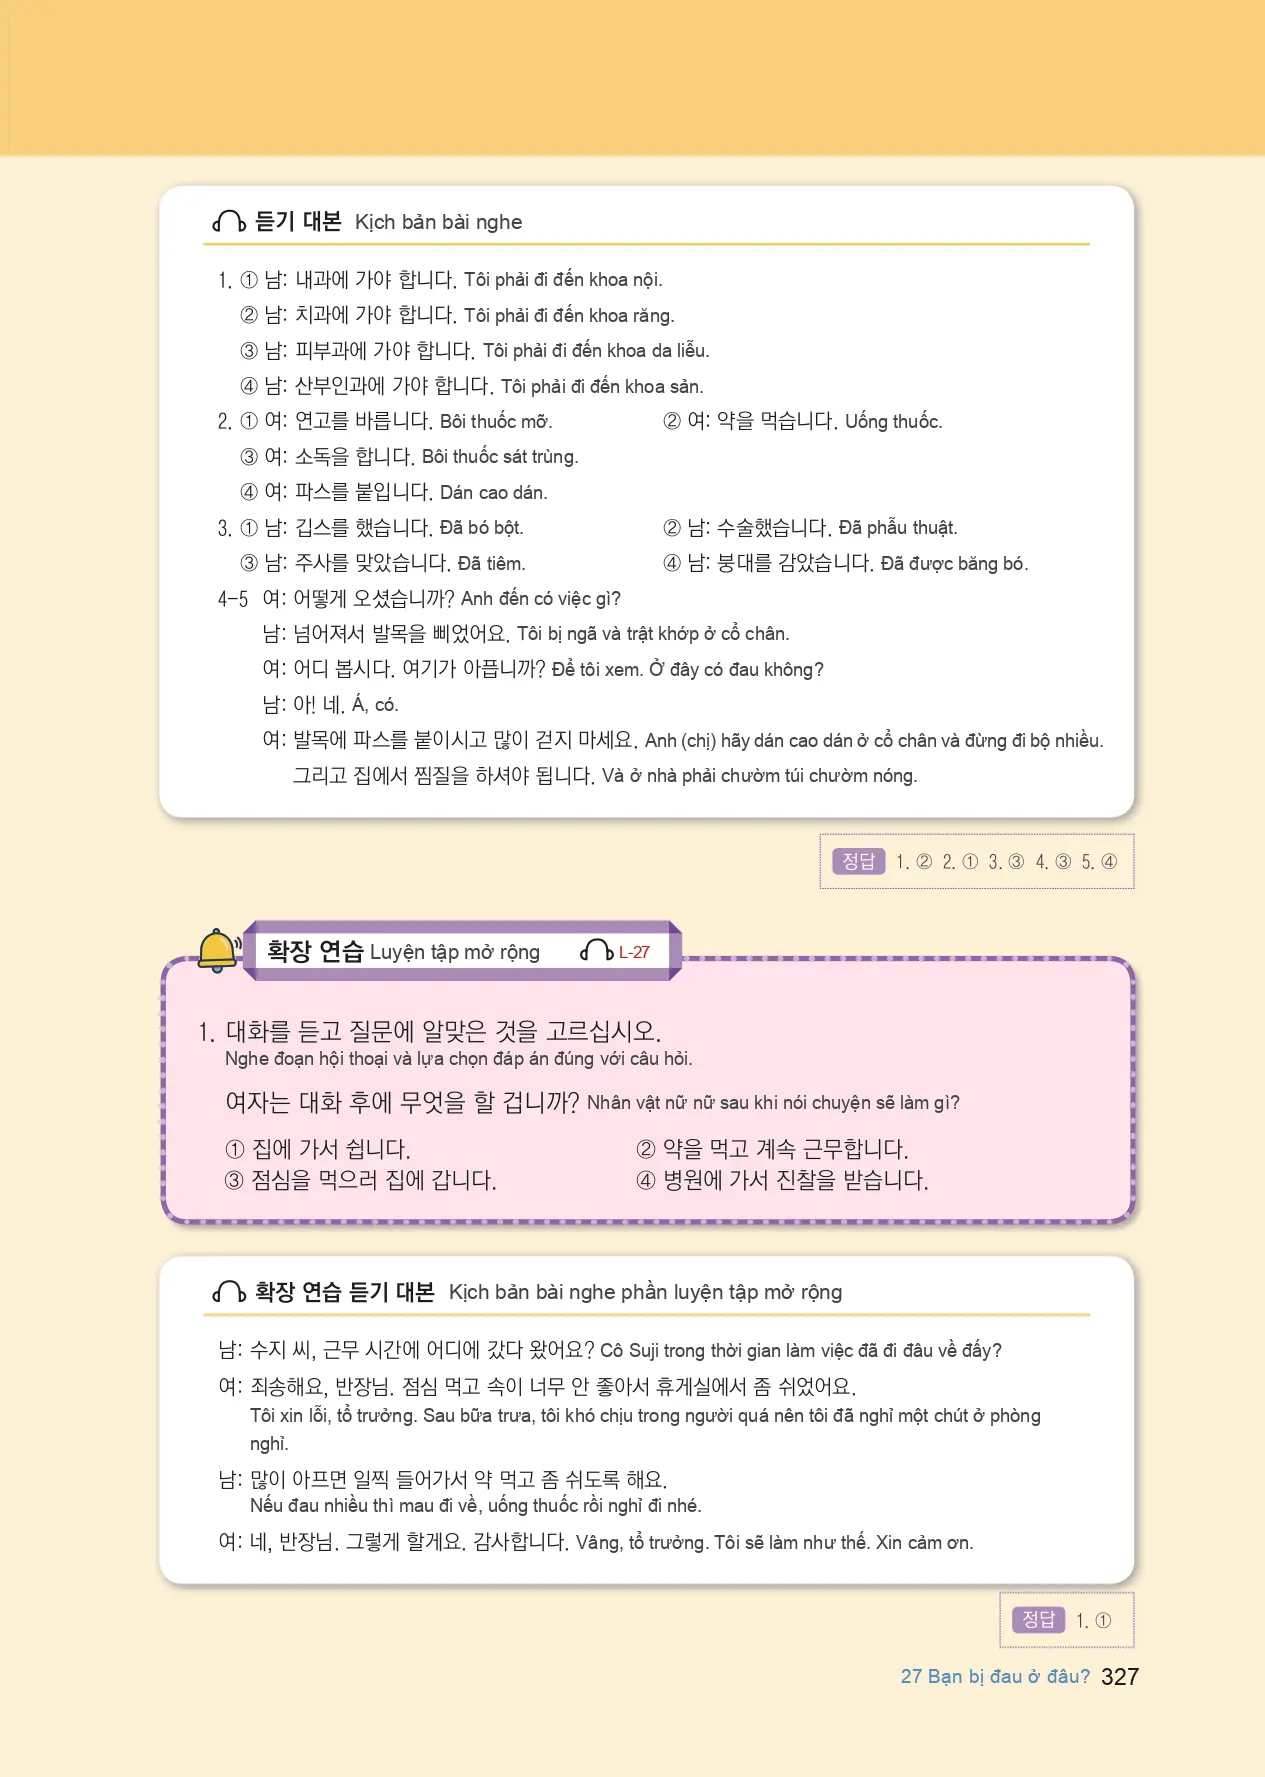 듣기 대본 Kịch bản bài nghe
1. ① 남: 내과에 가야 합니다. Tôi phải đi đến khoa nội.
② 남: 치과에 가야 합니다. Tôi phải đi đến khoa răng.
③ 남: 피부과에 가야 합니다. Tôi phải đi đến khoa da liễu.
④ 남: 산부인과에 가야 합니다. Tôi phải đi đến khoa sản.
2. ① 여: 연고를 바릅니다. Bôi thuốc mỡ. ② 여: 약을 먹습니다. Uống thuốc.
③ 여: 소독을 합니다. Bôi thuốc sát trùng.
④ 여: 파스를 붙입니다. Dán cao dán.
3. ① 남: 깁스를 했습니다. Đã bó bột. ② 남: 수술했습니다. Đã phẫu thuật.
③ 남: 주사를 맞았습니다. Đã tiêm. ④ 남: 붕대를 감았습니다. Đã được băng bó.
4-5 여: 어떻게 오셨습니까? Anh đến có việc gì?
남: 넘어져서 발목을 삐었어요. Tôi bị ngã và trật khớp ở cổ chân.
여: 어디 봅시다. 여기가 아픕니까? Để tôi xem. Ở đây có đau không?
남: 아! 네. Á, có.
여: 발목에 파스를 붙이시고 많이 걷지 마세요. Anh (chị) hãy dán cao dán ở cổ chân và đừng đi bộ nhiều.
그리고 집에서 찜질을 하셔야 됩니다. Và ở nhà phải chườm túi chườm nóng.
정답 1. ② 2. ① 3. ③ 4. ③ 5. ④
확장 연습 Luyện tập mở rộng L-27
1. 대화를 듣고 질문에 알맞은 것을 고르십시오.
Nghe đoạn hội thoại và lựa chọn đáp án đúng với câu hỏi.
여자는 대화 후에 무엇을 할 겁니까? Nhân vật nữ nữ sau khi nói chuyện sẽ làm gì?
① 집에 가서 쉽니다. ② 약을 먹고 계속 근무합니다.
③ 점심을 먹으러 집에 갑니다. ④ 병원에 가서 진찰을 받습니다.
확장 연습 듣기 대본 Kịch bản bài nghe phần luyện tập mở rộng
남: 수지 씨, 근무 시간에 어디에 갔다 왔어요? Cô Suji trong thời gian làm việc đã đi đâu về đấy?
여: 죄송해요, 반장님. 점심 먹고 속이 너무 안 좋아서 휴게실에서 좀 쉬었어요.
Tôi xin lỗi, tổ trưởng. Sau bữa trưa, tôi khó chịu trong người quá nên tôi đã nghỉ một chút ở phòng
nghỉ.
남: 많이 아프면 일찍 들어가서 약 먹고 좀 쉬도록 해요.
Nếu đau nhiều thì mau đi về, uống thuốc rồi nghỉ đi nhé.
여: 네, 반장님. 그렇게 할게요. 감사합니다. Vâng, tổ trưởng. Tôi sẽ làm như thế. Xin cảm ơn.
정답 1. ①
27 Bạn bị đau ở đâu? 327